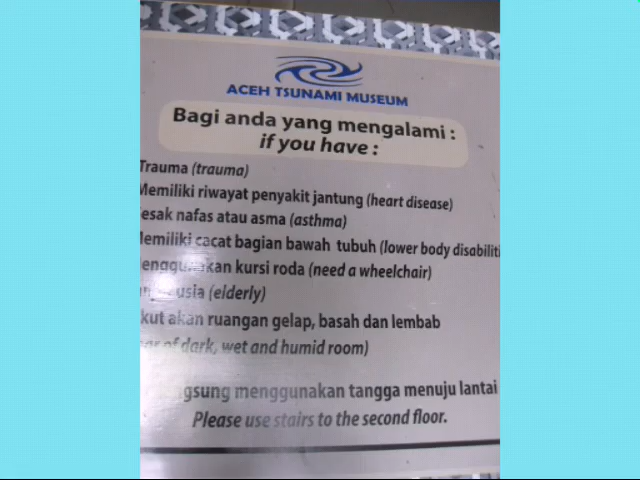 ACEH TSUNAMI MUSEUM
Bagi anda yang mengalami :
if you have :
Trauma (trauma)
Memiliki riwayat penyakit jantung (heart disease)
esak nafas atau asma (asthma)
Memiliki cacat bagian bawah tubuh (lower body disabiliti
kursi roda (need a wheelchair)
(elderly)
kut akan ruangan gelap, basah dan lembab
of dark, wet and humid room)
gsung menggunakan tangga menuju lantai
Please use stairs to the second floor.